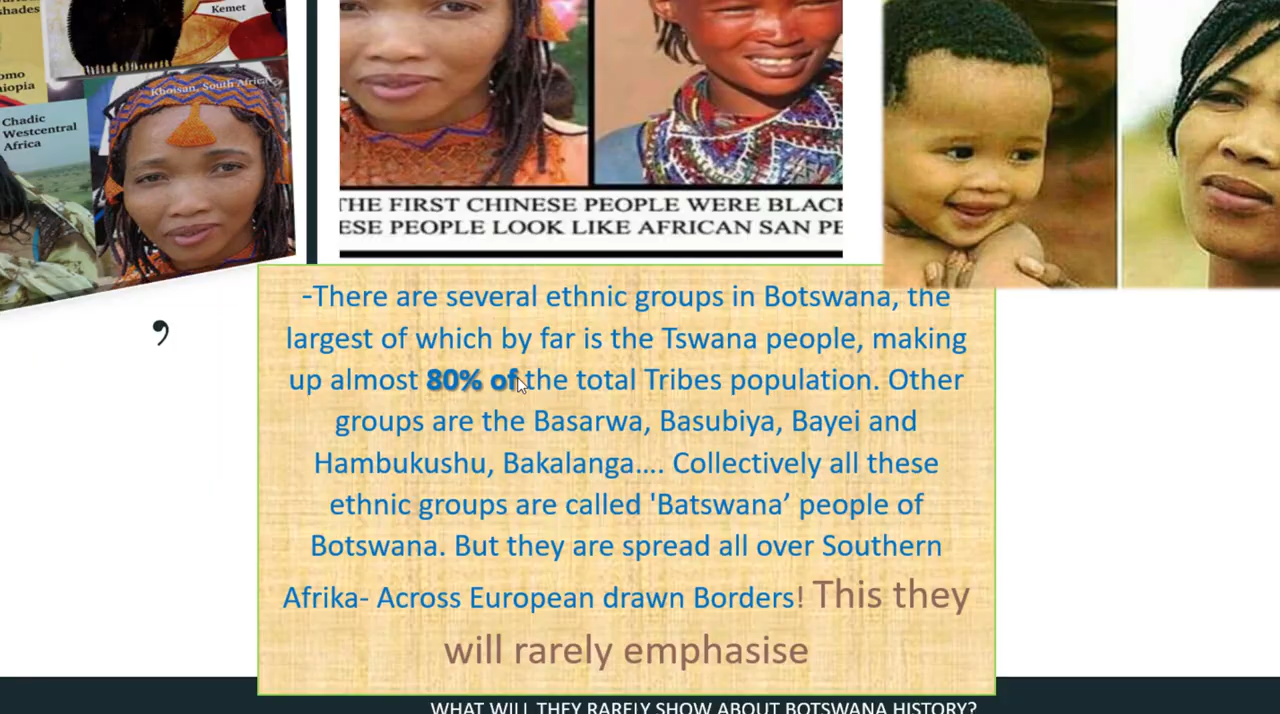 shades
Kemet
omo
hiopia
Khoisan, South Africa
Chadic
Westcentral
Africa
THE FIRST CHINESE PEOPLE WERE BLACK
ESE PEOPLE LOOK LIKE AFRICAN SAN PE
-There are several ethnic groups in Botswana, the
largest of which by far is the Tswana people, making
up almost 80% of the total Tribes population. Other
groups are the Basarwa, Basubiya, Bayei and
Hambukushu, Bakalanga…. Collectively all these
ethnic groups are called 'Batswana’ people of
Botswana. But they are spread all over Southern
Afrika- Across European drawn Borders! This they
will rarely emphasise
,
WHAT WILL THEY RARELY SHOW ABOUT BOTSWANA HISTORY?